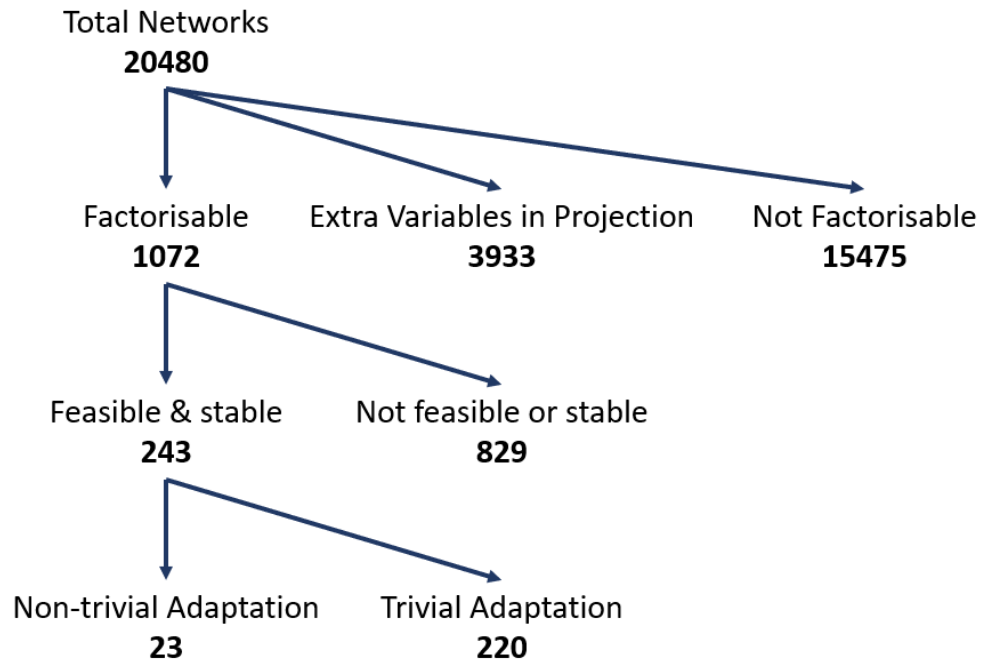 Total Networks
20480
Factorisable
1072
Extra Variables in Projection
3933
Not Factorisable
15475
Feasible & stable
243
Not feasible or stable
829
Non-trivial Adaptation
23
Trivial Adaptation
220